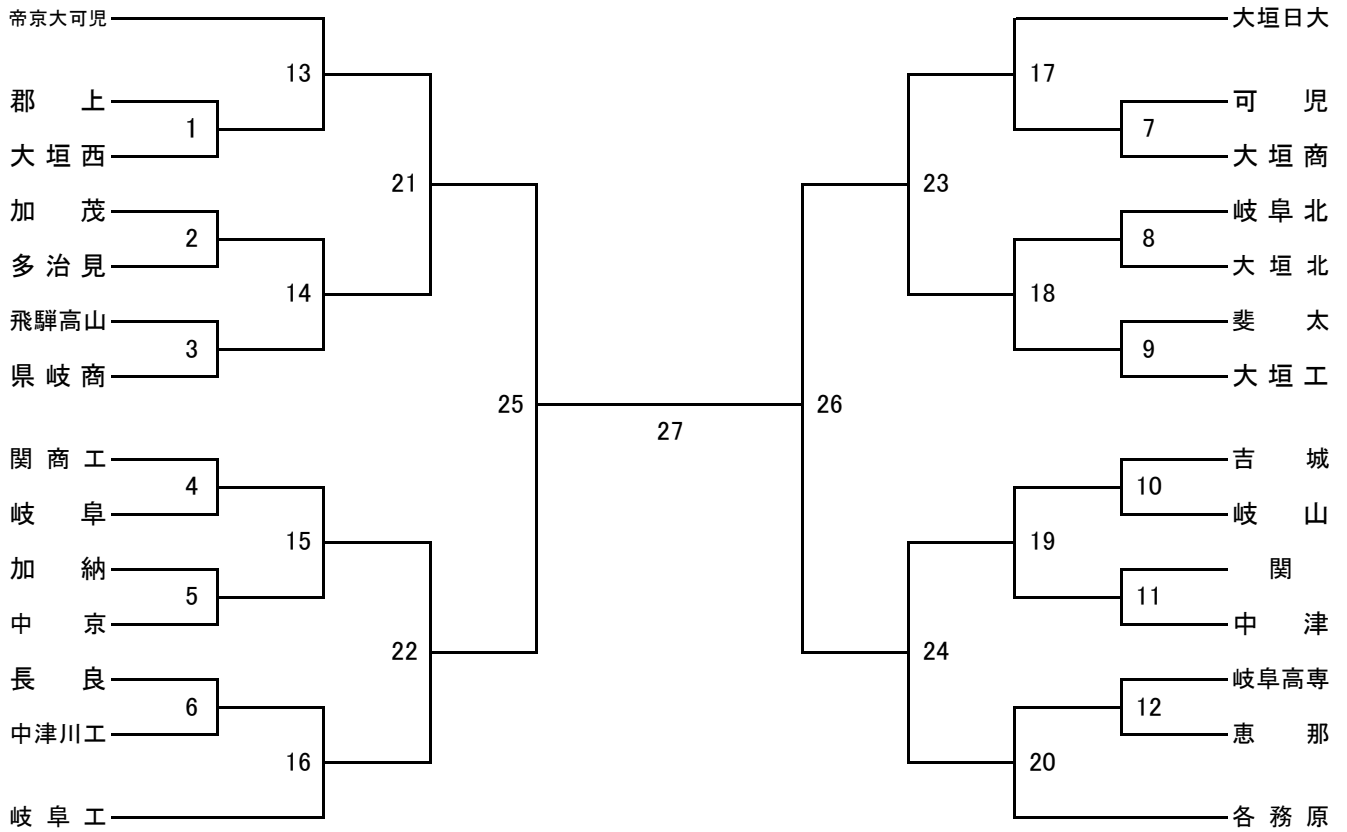 帝京大可児
13
郡上
1
大垣西
21
加茂
2
多治見
14
飛騨高山
3
県岐商
25
関商工
4
岐阜
15
加納
5
中京
22
長良
6
中津川工
16
岐阜工
27
大垣日大
17
可児
7
大垣商
23
岐阜北
8
大垣北
18
斐太
9
大垣工
26
吉城
10
岐山
19
関
11
中津
24
岐阜高専
12
恵那
20
各務原